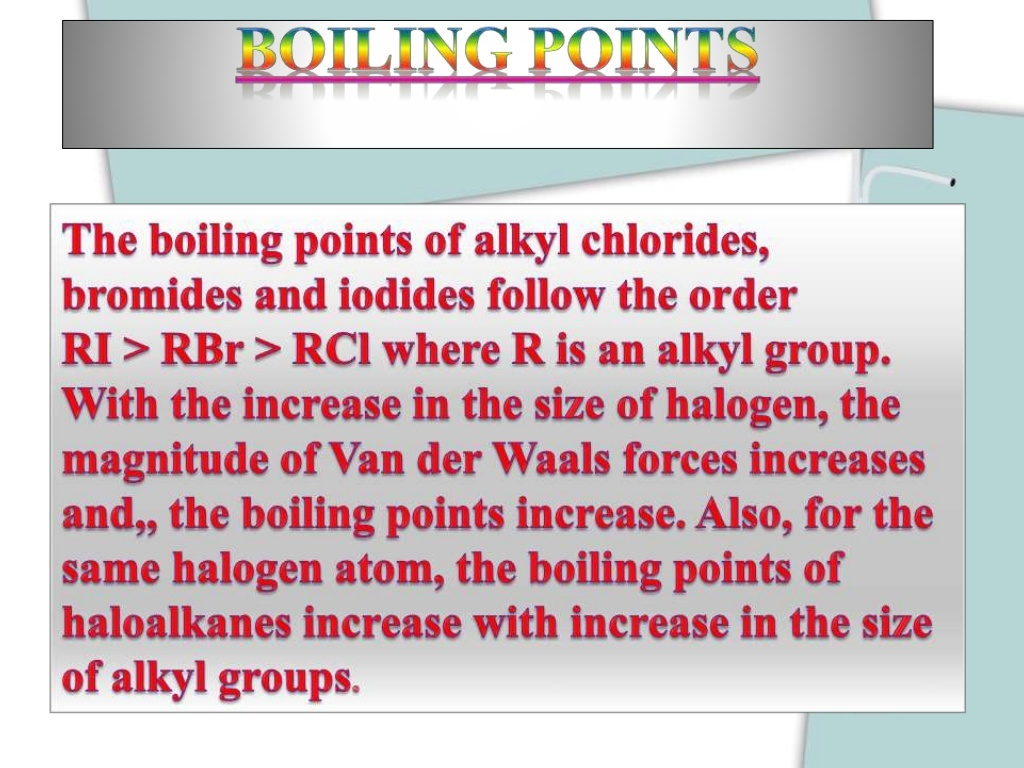 BOILING POINTS
The boiling points of alkyl chlorides,
bromides and iodides follow the order
RI > RBr > RCl where R is an alkyl group.
With the increase in the size of halogen, the
magnitude of Van der Waals forces increases
and,, the boiling points increase. Also, for the
same halogen atom, the boiling points of
haloalkanes increase with increase in the size
of alkyl groups.